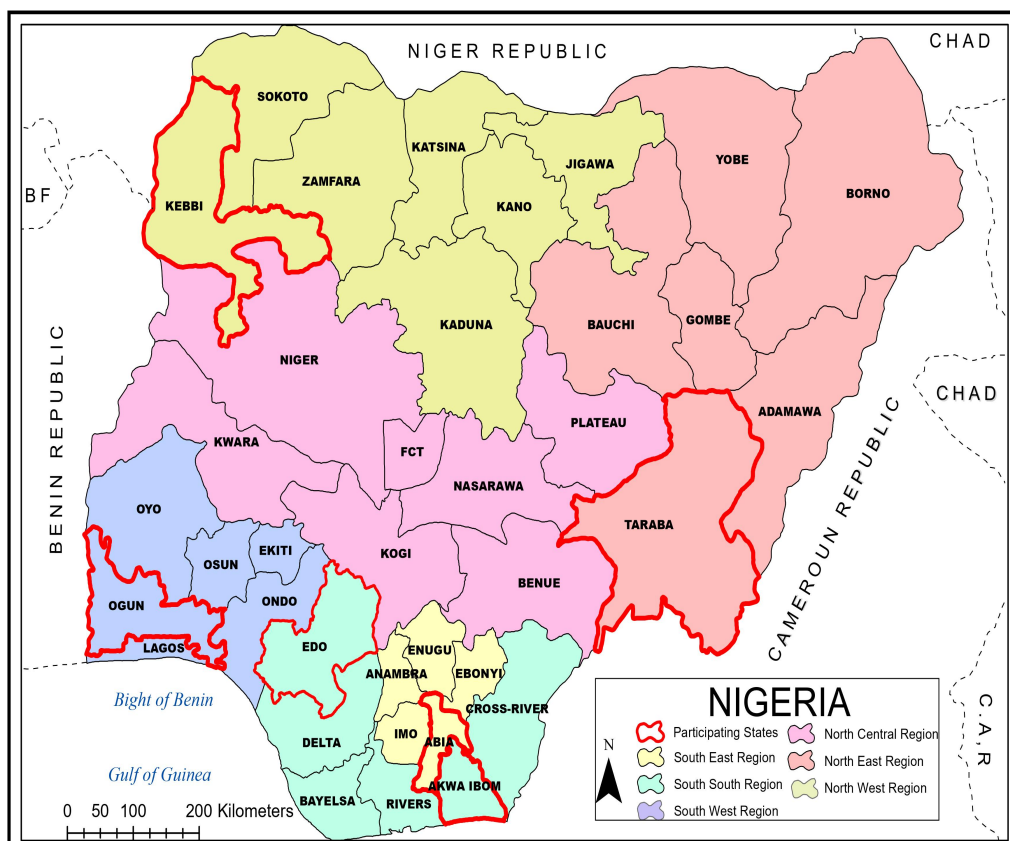 NIGER REPUBLIC
CHAD
SOKOTO
KATSINA
JIGAWA
YOBE
ZAMFARA
BORNO
BF
KEBBI
KANO
BENIN REPUBLIC
KADUNA
BAUCHI
GOMBE
NIGER
CHAD
ADAMAWA
PLATEAU
KWARA
FCT
NASARAWA
CAMEROUN REPUBLIC
OYO
TARABA
KOGI
EKITI
OSUN
BENUE
ONDO
OGUN
LAGOS
EDO
ENUGU
ANAMBRA
EBONYI
CROSS-RIVER
Bight of Benin
IMO
ABIA
DELTA
Gulf of Guinea
BAYELSA
RIVERS
AKWA IBOM
C.A,R
NIGERIA
N
Participating States
South East Region
South South Region
South West Region
North Central Region
North East Region
North West Region
0 50 100 200 Kilometers